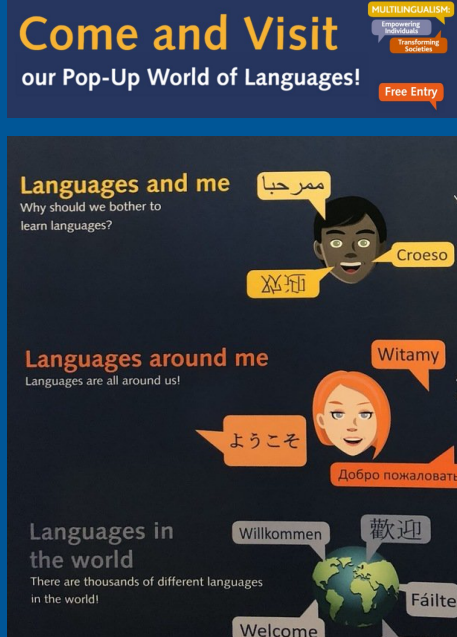 Come and Visit
our Pop-Up World of Languages!
MULTILINGUALISM:
Empowering
Individuals
Transforming
Societies
Free Entry
Languages and me
Why should we bother to
learn languages?
ممرحبا
Croeso
Languages around me
Languages are all around us!
Witamy
ようこそ
Добро пожаловать
Languages in
the world
There are thousands of different languages
in the world!
Willkommen
歡迎
Fáilte
Welcome